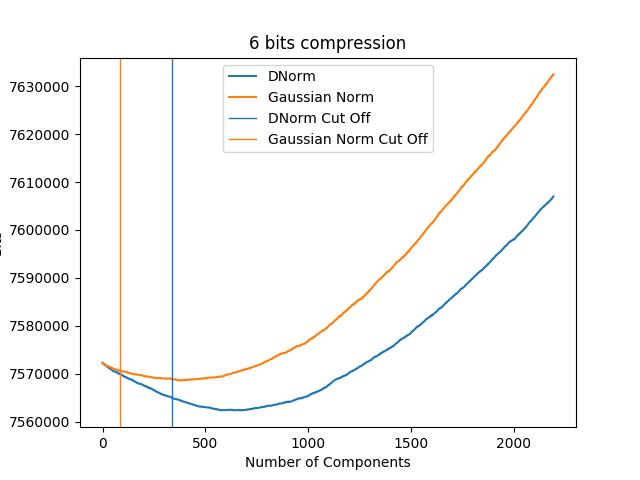 6 bits compression
DNorm
Gaussian Norm
DNorm Cut Off
Gaussian Norm Cut Off
7630000
7620000
7610000
7600000
7590000
7580000
7570000
7560000
0 500 1000 1500 2000
Number of Components